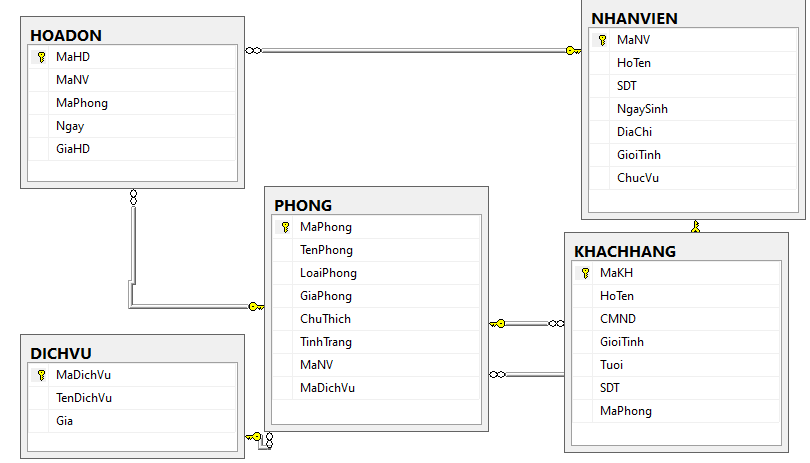 HOADON
MaHD
MaNV
MaPhong
Ngay
GiaHD
NHANVIEN
MaNV
HoTen
SDT
NgaySinh
DiaChi
GioiTinh
ChucVu
PHONG
MaPhong
TenPhong
LoaiPhong
GiaPhong
ChuThich
TinhTrang
MaNV
MaDichVu
KHACHHANG
MaKH
HoTen
CMND
GioiTinh
Tuoi
SDT
MaPhong
DICHVU
MaDichVu
TenDichVu
Gia